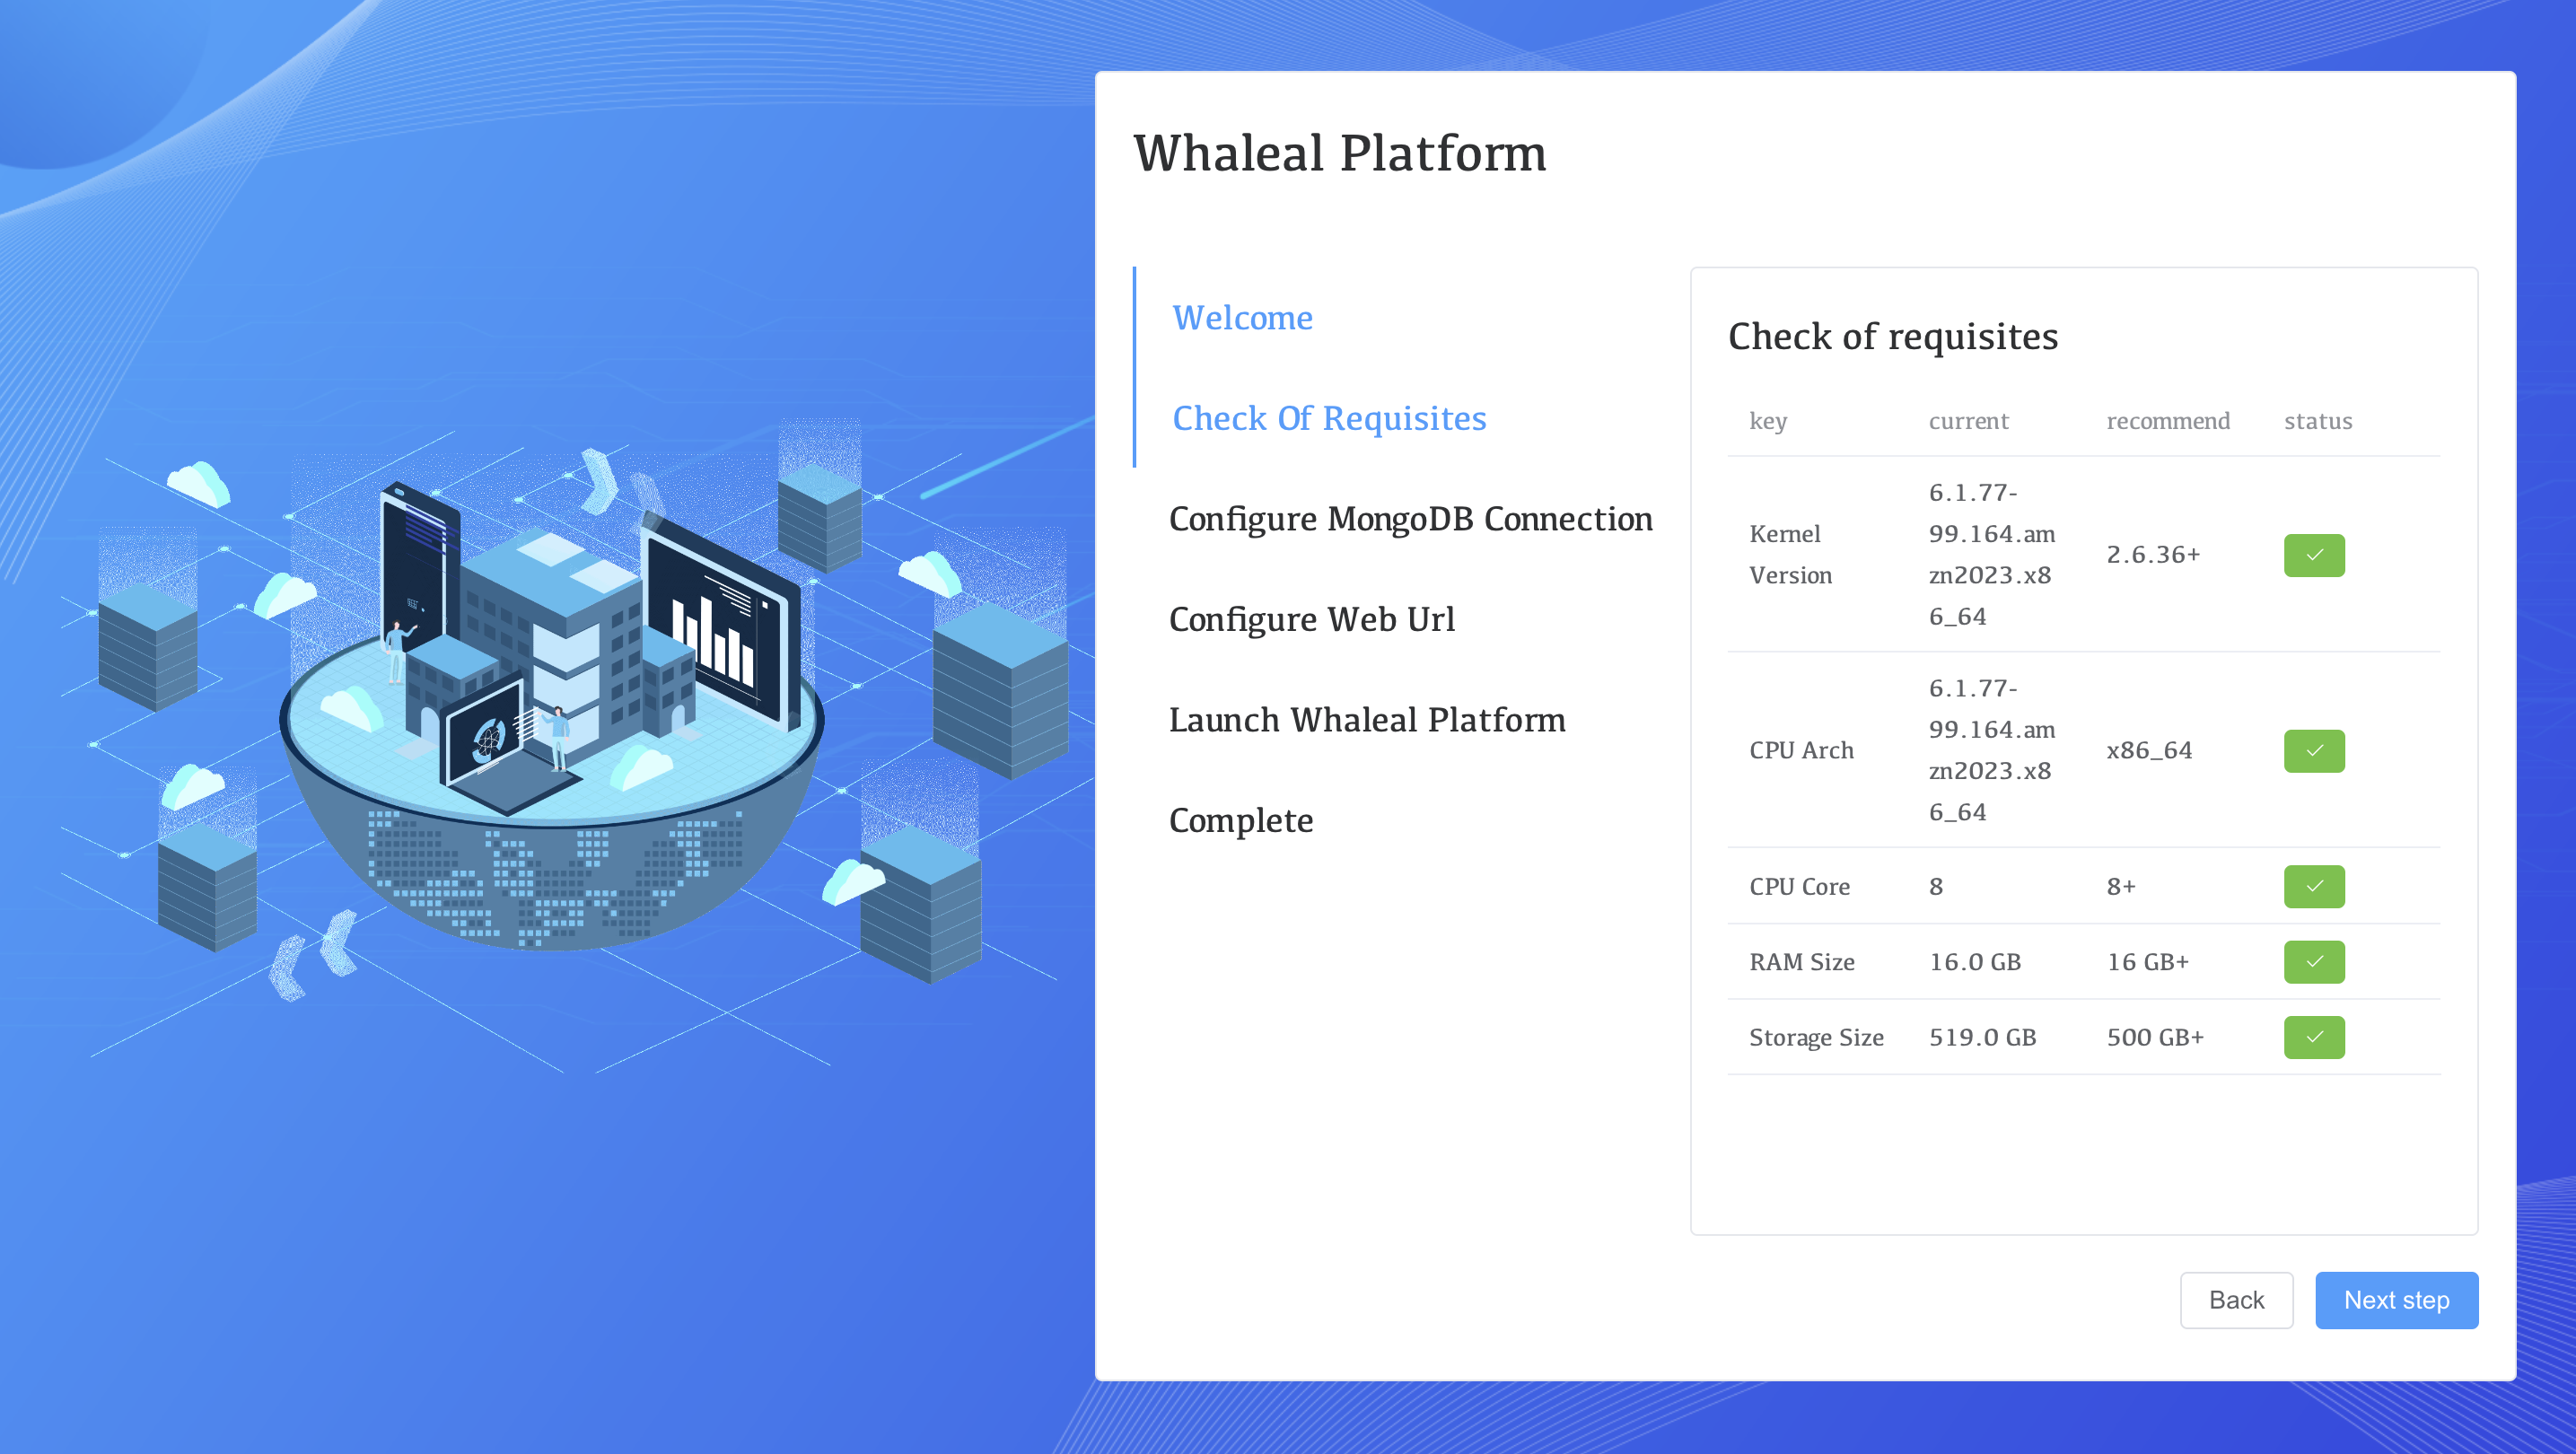 Whaleal Platform
Welcome
Check Of Requisites
Configure MongoDB Connection
Configure Web Url
Launch Whaleal Platform
Complete
Check of requisites
key current recommend status
Kernel Version 6.1.77-99.164.amzn2023.x86_64 2.6.36+
CPU Arch 6.1.77-99.164.amzn2023.x86_64 x86_64
CPU Core 8 8+
RAM Size 16.0 GB 16 GB+
Storage Size 519.0 GB 500 GB+
Back Next step